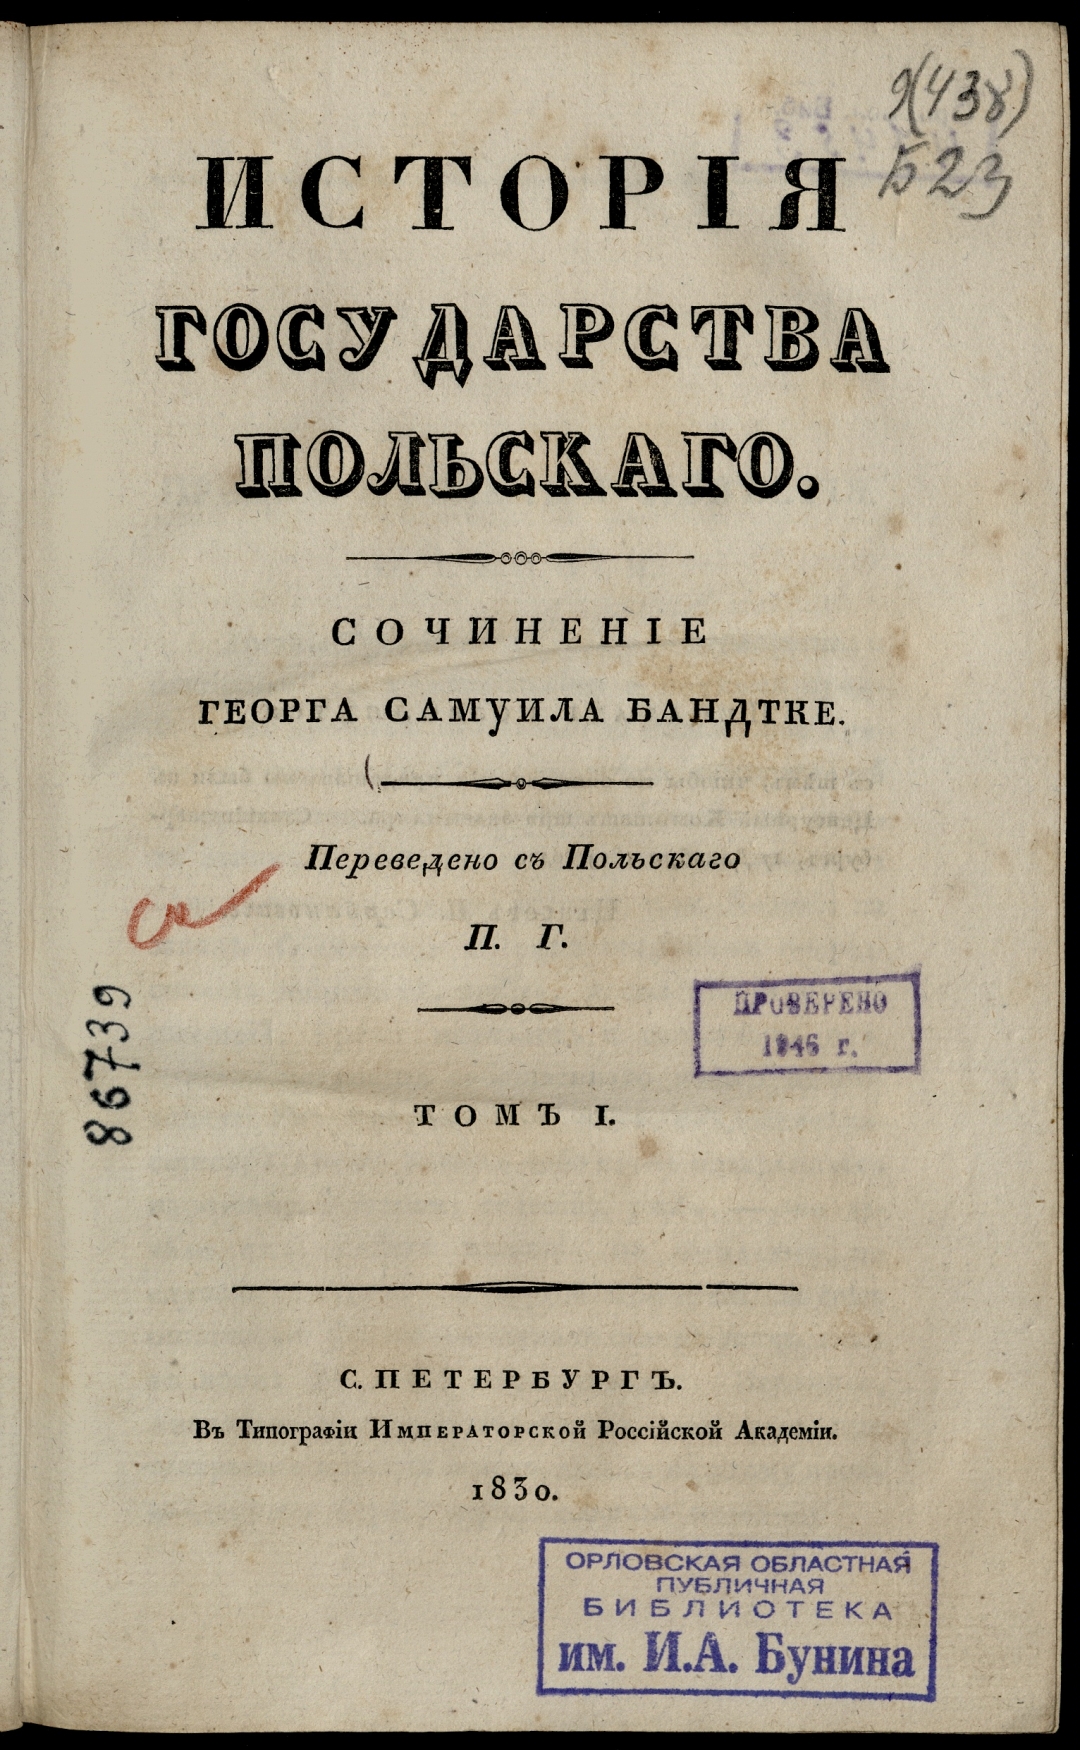 9(438)
Б23
ИСТОРІЯ
ГОСУДАРСТВА
ПОЛЬСКАГО.
СОЧИНЕНІЕ
ГЕОРГА САМУИЛА БАНДТКЕ.
Переведено съ Польскаго
П. Г.
ПРОВЕРЕНО
1946 г.
86739
ТОМЪ I.
С. ПЕТЕРБУРГЪ.
Въ Типографіи Императорской Россійской Академіи.
1830.
ОРЛОВСКАЯ ОБЛАСТНАЯ
ПУБЛИЧНАЯ
БИБЛИОТЕКА
им. И.А. Бунина